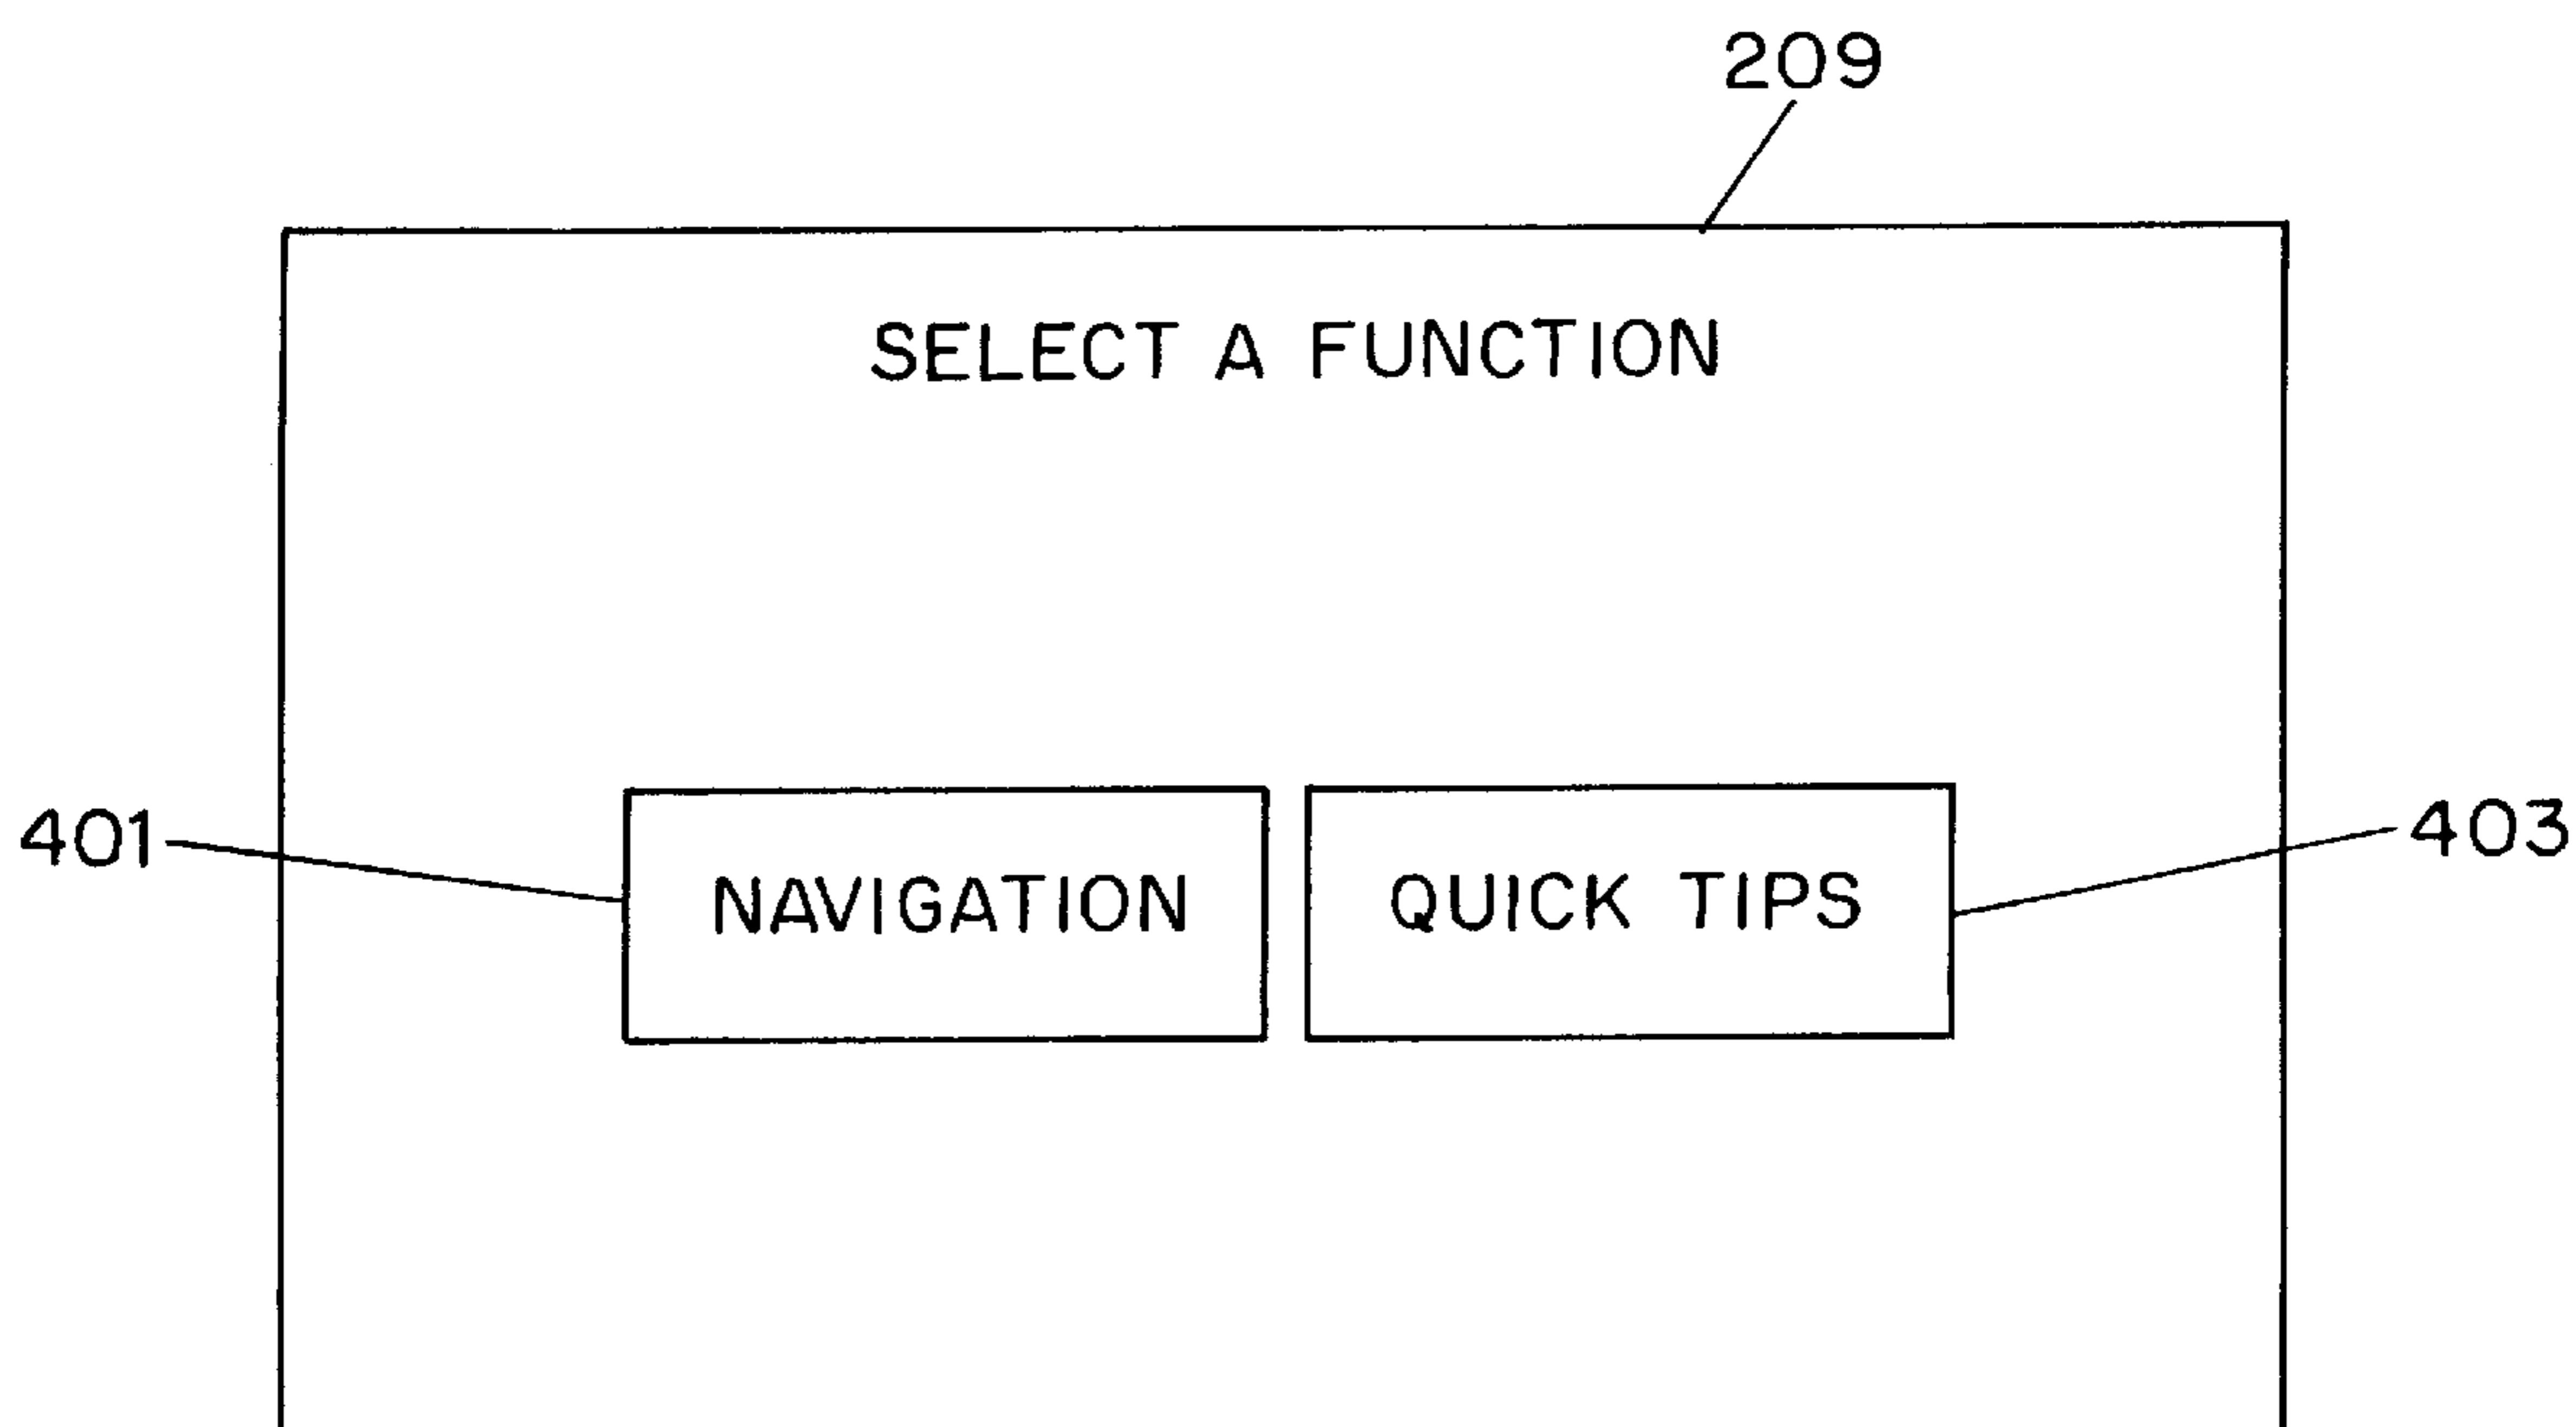 209
SELECT A FUNCTION
401
NAVIGATION
QUICK TIPS
403